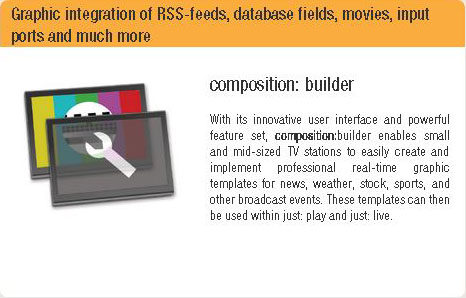 Graphic integration of RSS-feeds, database fields, movies, input
ports and much more
composition: builder
With its innovative user interface and powerful
feature set, composition:builder enables small
and mid-sized TV stations to easily create and
implement professional real-time graphic
templates for news, weather, stock, sports, and
other broadcast events. These templates can then
be used within just: play and just: live.